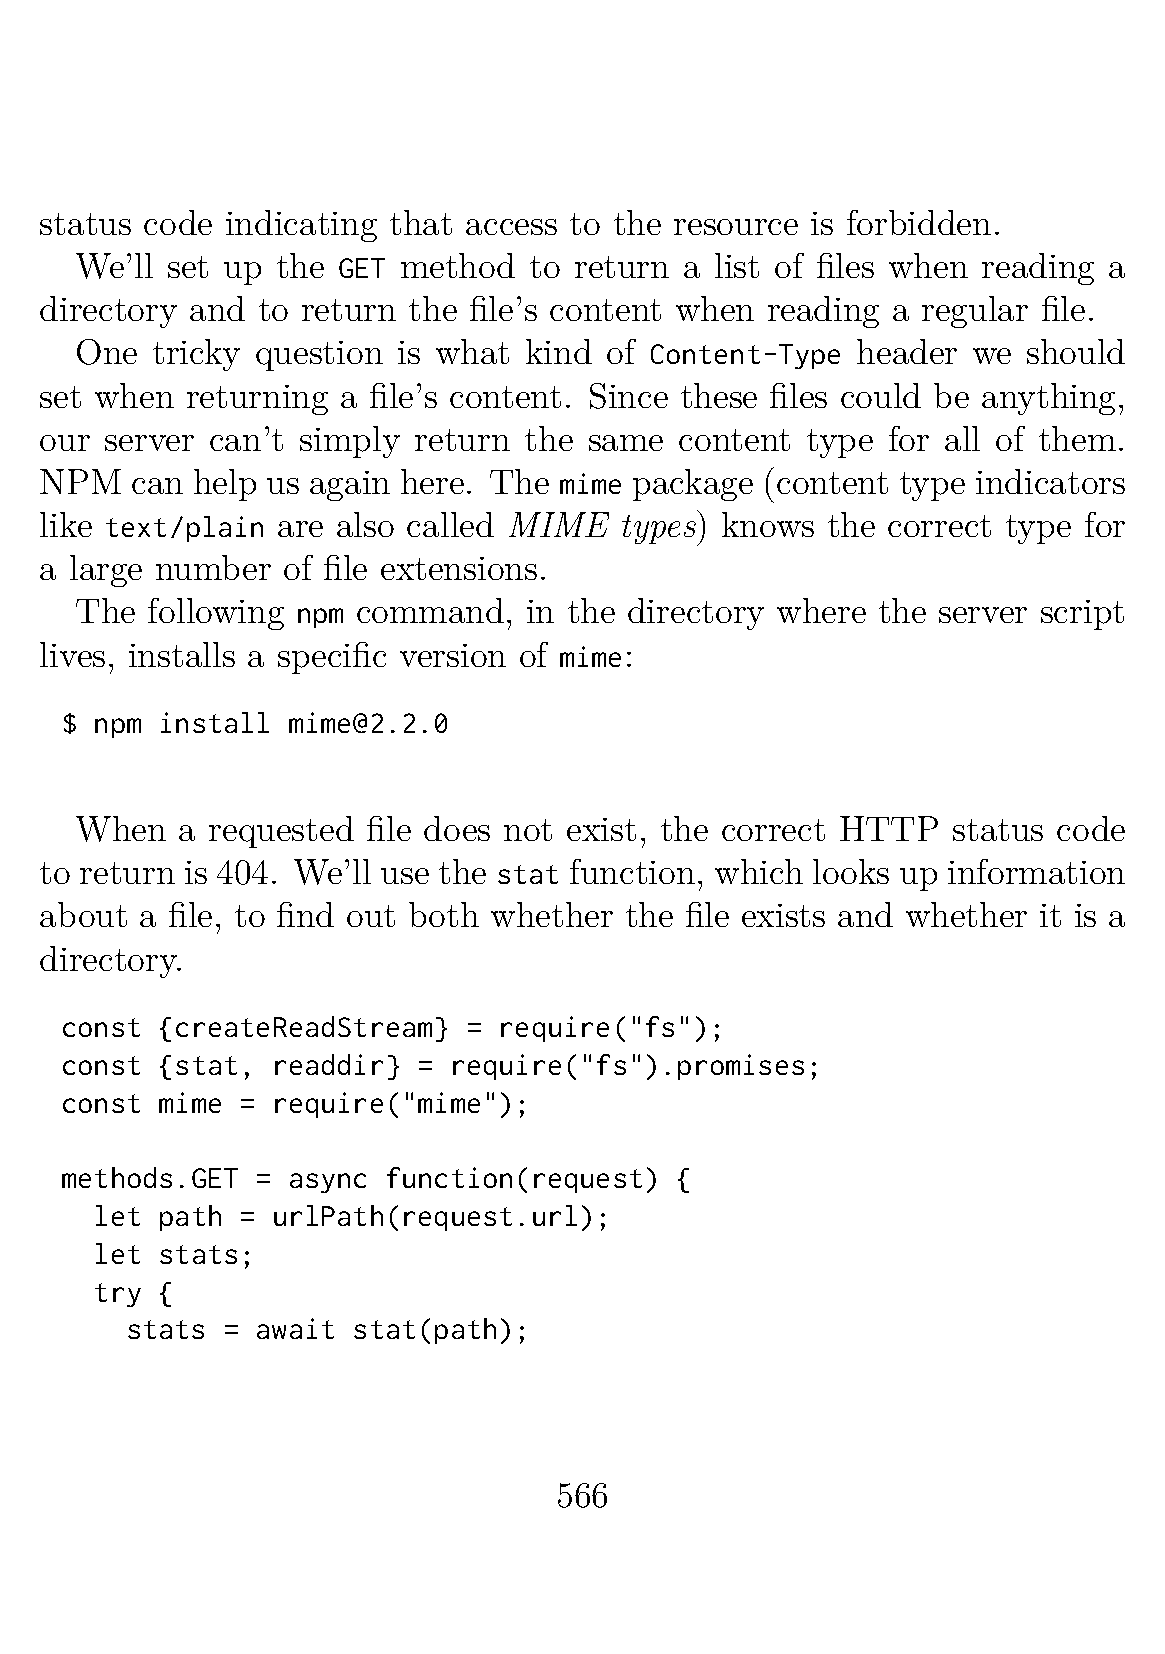 status code indicating that access to the resource is forbidden.
We’ll set up the GET method to return a list of files when reading a
directory and to return the file’s content when reading a regular file.
One tricky question is what kind of Content-Type header we should
set when returning a file’s content. Since these files could be anything,
our server can’t simply return the same content type for all of them.
NPM can help us again here. The mime package (content type indicators
like text/plain are also called MIME types) knows the correct type for
a large number of file extensions.
The following npm command, in the directory where the server script
lives, installs a specific version of mime:
$ npm install mime@2.2.0
When a requested file does not exist, the correct HTTP status code
to return is 404. We’ll use the stat function, which looks up information
about a file, to find out both whether the file exists and whether it is a
directory.
const {createReadStream} = require("fs");
const {stat, readdir} = require("fs").promises;
const mime = require("mime");
methods.GET = async function(request) {
  let path = urlPath(request.url);
  let stats;
  try {
    stats = await stat(path);
566